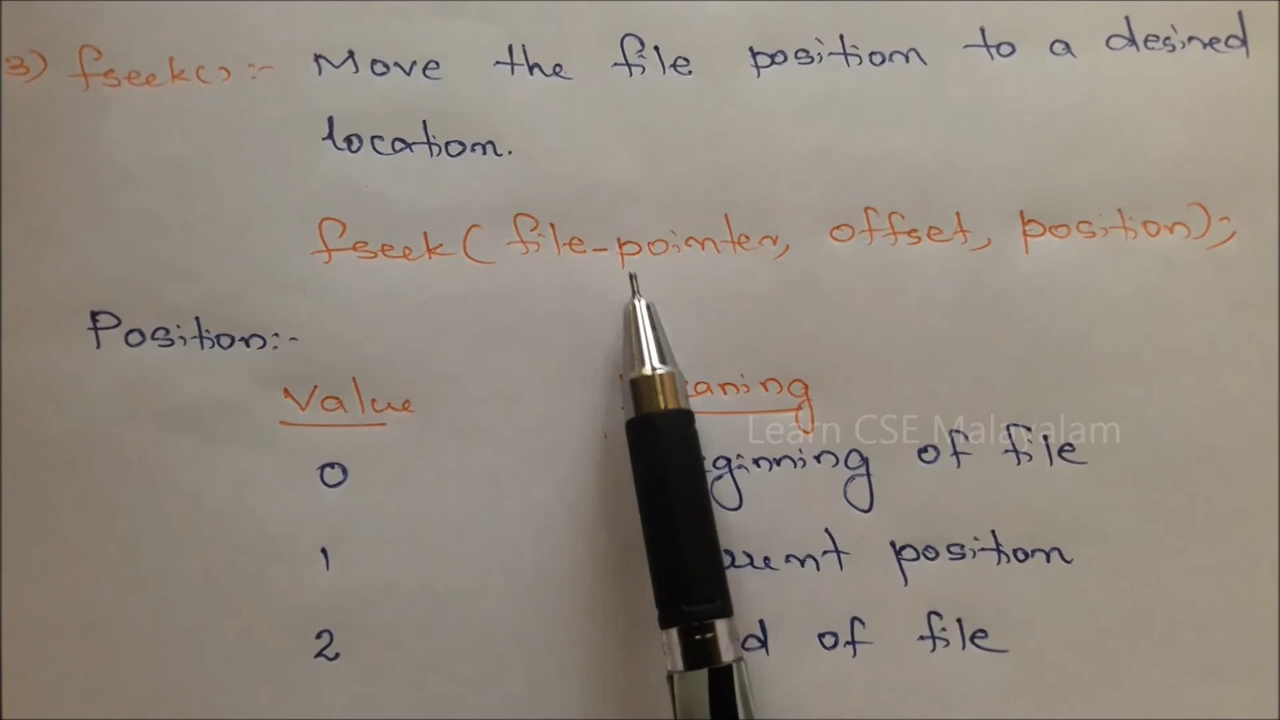 3) fseek():- Move the file position to a desired
location.
fseek( file-pointer, offset, position);
Position:-
Value
0 of file
1 position
2 of file
Learn CSE Malayalam